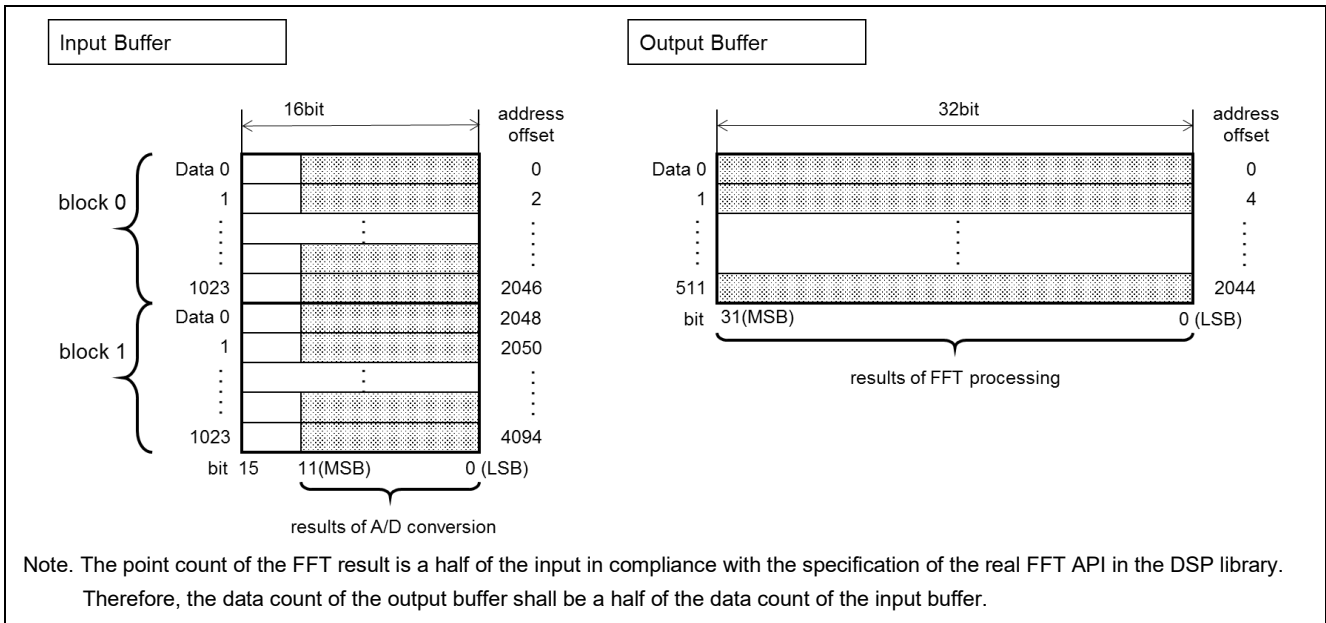 Input Buffer
16bit
address
offset
block 0
Data 0
0
1
2
1023
2046
block 1
Data 0
2048
1
2050
1023
4094
bit 15 11(MSB) 0 (LSB)
results of A/D conversion
Output Buffer
32bit
address
offset
Data 0
0
1
4
511
2044
bit 31(MSB) 0 (LSB)
results of FFT processing
Note. The point count of the FFT result is a half of the input in compliance with the specification of the real FFT API in the DSP library.
Therefore, the data count of the output buffer shall be a half of the data count of the input buffer.